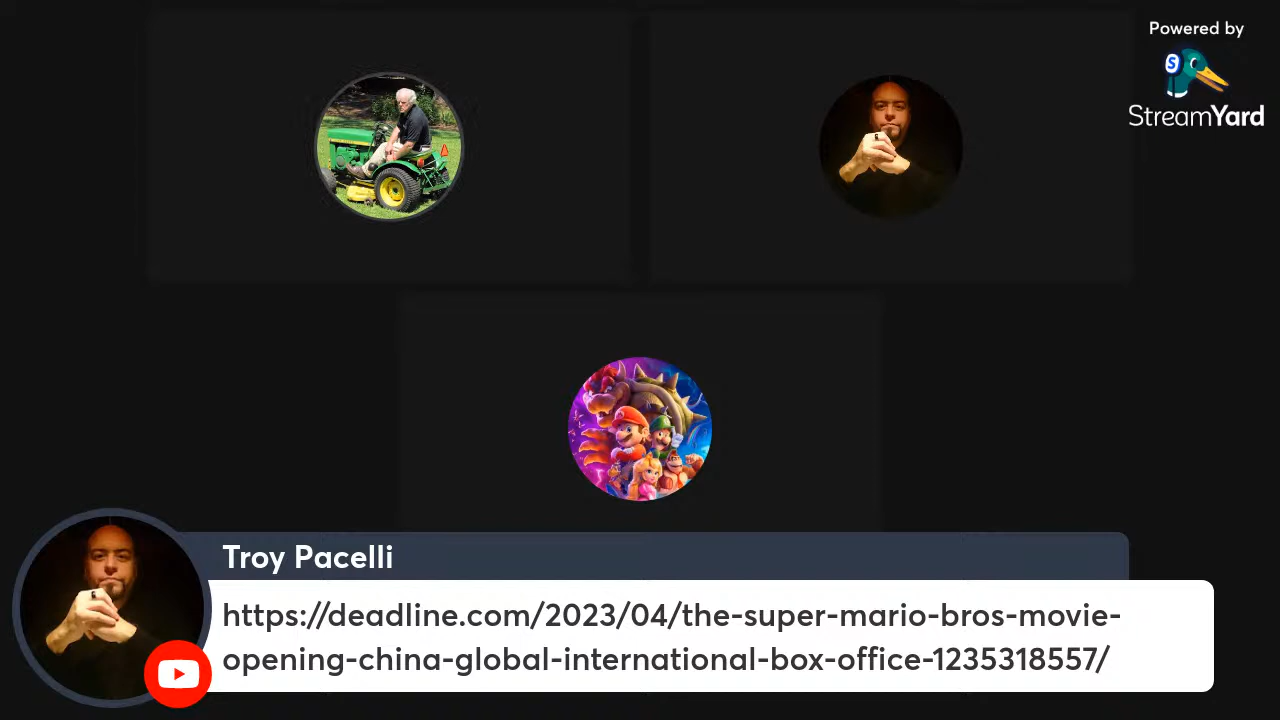 Powered by
StreamYard
Troy Pacelli
https://deadline.com/2023/04/the-super-mario-bros-movie-
opening-china-global-international-box-office-1235318557/